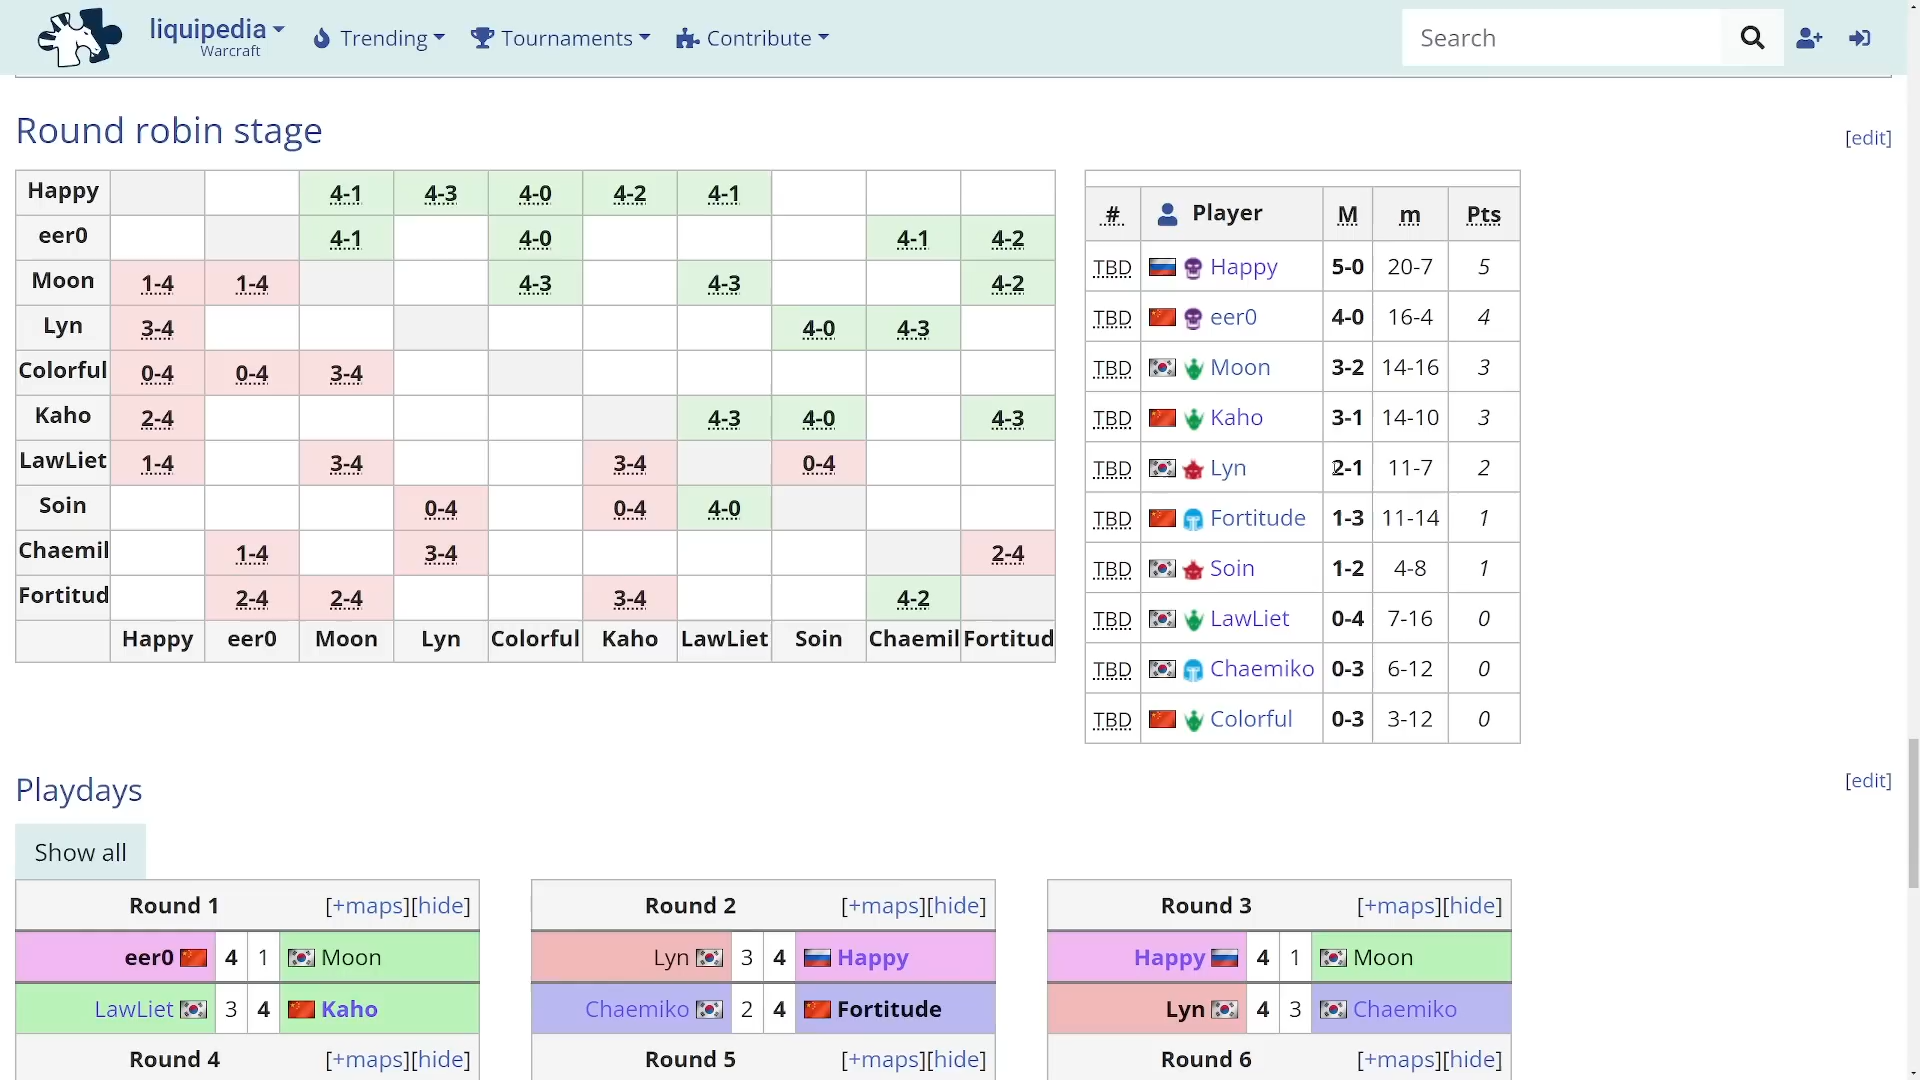 liquipedia
Warcraft
Trending
Tournaments
Contribute
Search
Round robin stage
[edit]
Happy 4-1 4-3 4-0 4-2 4-1
eer0 4-1 4-0 4-1 4-2
Moon 1-4 1-4 4-3 4-3 4-2
Lyn 3-4 4-0 4-3
Colorful 0-4 0-4 3-4
Kaho 2-4 4-3 4-0 4-3
LawLiet 1-4 3-4 3-4 0-4
Soin 0-4 0-4 4-0
Chaemil 1-4 3-4 2-4
Fortitud 2-4 2-4 3-4 4-2
Happy eer0 Moon Lyn Colorful Kaho LawLiet Soin Chaemil Fortitud
# Player M m Pts
TBD Happy 5-0 20-7 5
TBD eer0 4-0 16-4 4
TBD Moon 3-2 14-16 3
TBD Kaho 3-1 14-10 3
TBD Lyn 2-1 11-7 2
TBD Fortitude 1-3 11-14 1
TBD Soin 1-2 4-8 1
TBD LawLiet 0-4 7-16 0
TBD Chaemiko 0-3 6-12 0
TBD Colorful 0-3 3-12 0
Playdays
[edit]
Show all
Round 1 [+maps][hide]
eer0 4 1 Moon
LawLiet 3 4 Kaho
Round 4 [+maps][hide]
Round 2 [+maps][hide]
Lyn 3 4 Happy
Chaemiko 2 4 Fortitude
Round 5 [+maps][hide]
Round 3 [+maps][hide]
Happy 4 1 Moon
Lyn 4 3 Chaemiko
Round 6 [+maps][hide]